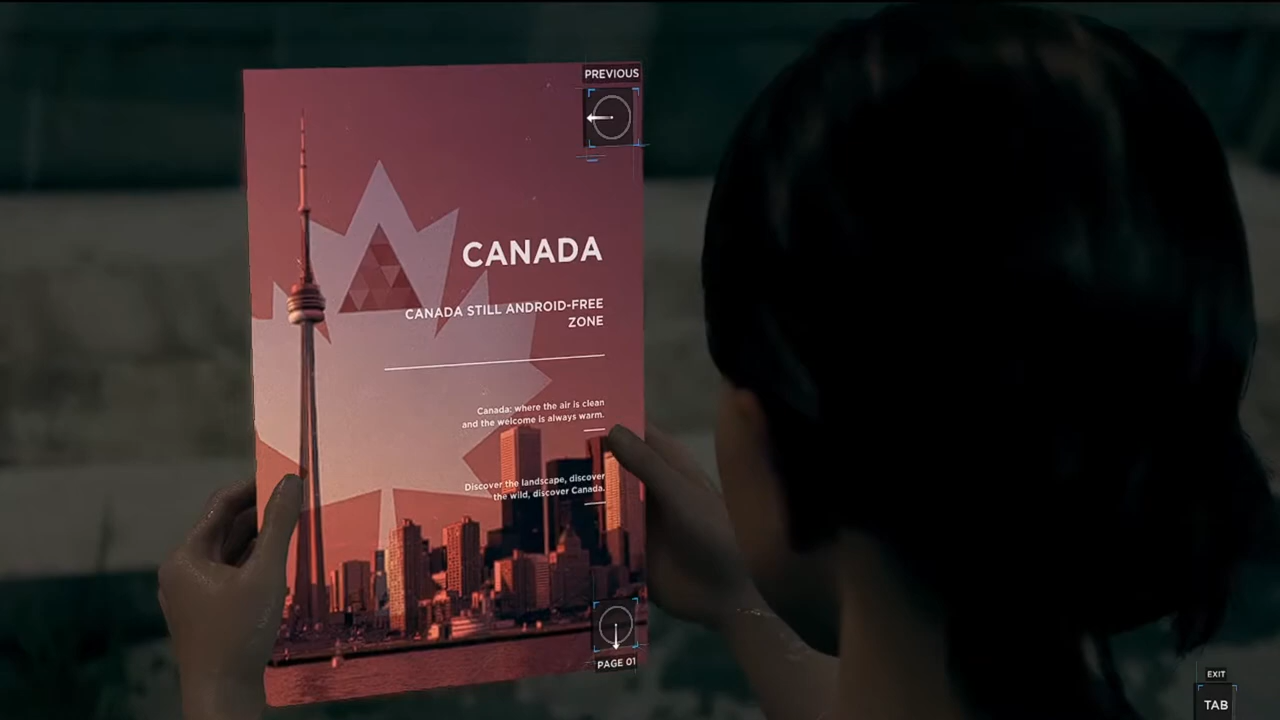 PREVIOUS
CANADA
CANADA STILL ANDROID-FREE
ZONE
Canada: where the air is clean
and the welcome is always warm.
Discover the landscape, discover
the wild, discover Canada.
PAGE 01
EXIT
TAB